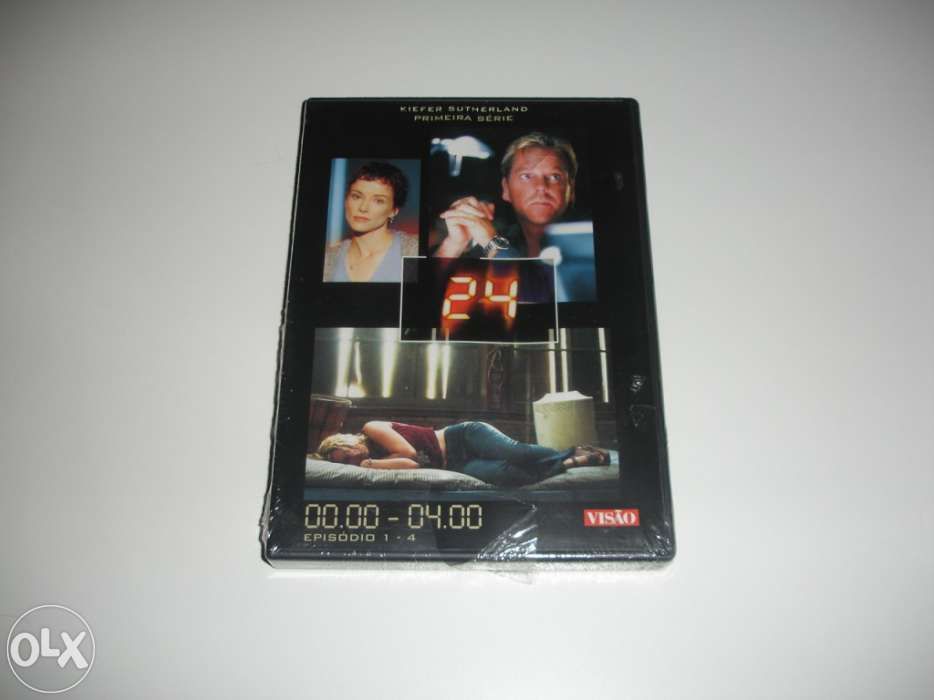 KIEFER SUTHERLAND
PRIMEIRA SÉRIE
24
00.00 - 04.00
EPISÓDIO 1 - 4
VISÃO
OLX